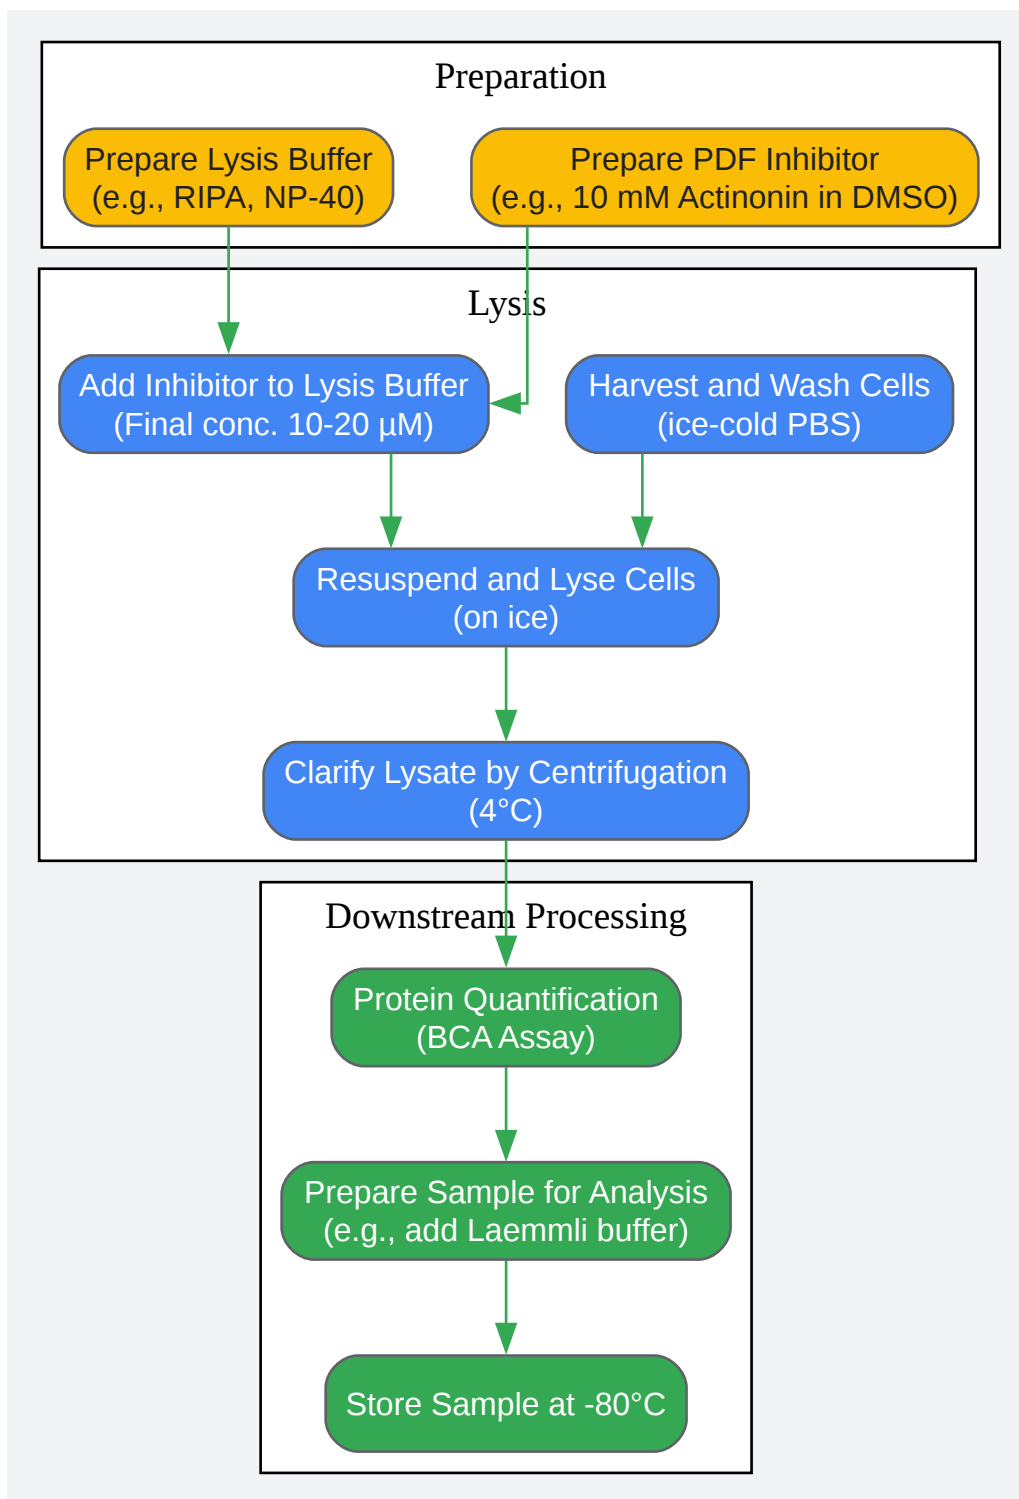 Preparation
Prepare Lysis Buffer
(e.g., RIPA, NP-40)
Prepare PDF Inhibitor
(e.g., 10 mM Actinonin in DMSO)
Lysis
Add Inhibitor to Lysis Buffer
(Final conc. 10-20 µM)
Harvest and Wash Cells
(ice-cold PBS)
Resuspend and Lyse Cells
(on ice)
Clarify Lysate by Centrifugation
(4°C)
Downstream Processing
Protein Quantification
(BCA Assay)
Prepare Sample for Analysis
(e.g., add Laemmli buffer)
Store Sample at -80°C